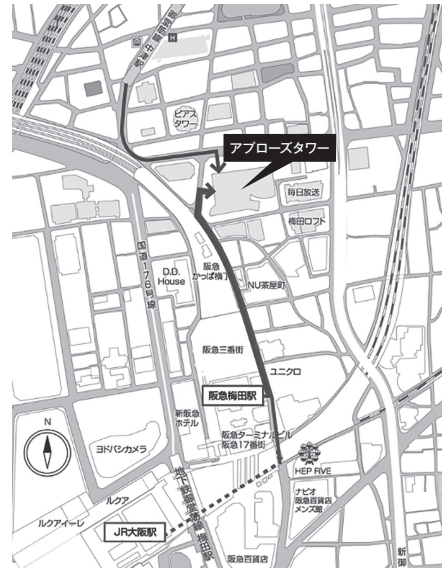 地下鉄御堂筋線 中津駅
H
ピアス
タワー
アプローズタワー
毎日放送
梅田ロフト
国道176号線
D.D.
House
阪急
かっぱ横丁
NU茶屋町
阪急三番街
ユニクロ
阪急梅田駅
新阪急
ホテル
阪急ターミナルビル
阪急17番街
N
ヨドバシカメラ
HEP FIVE
ナビオ
阪急百貨店
メンズ館
地下鉄御堂筋線 梅田駅
ルクア
ルクアイーレ
JR大阪駅
阪急百貨店
新御